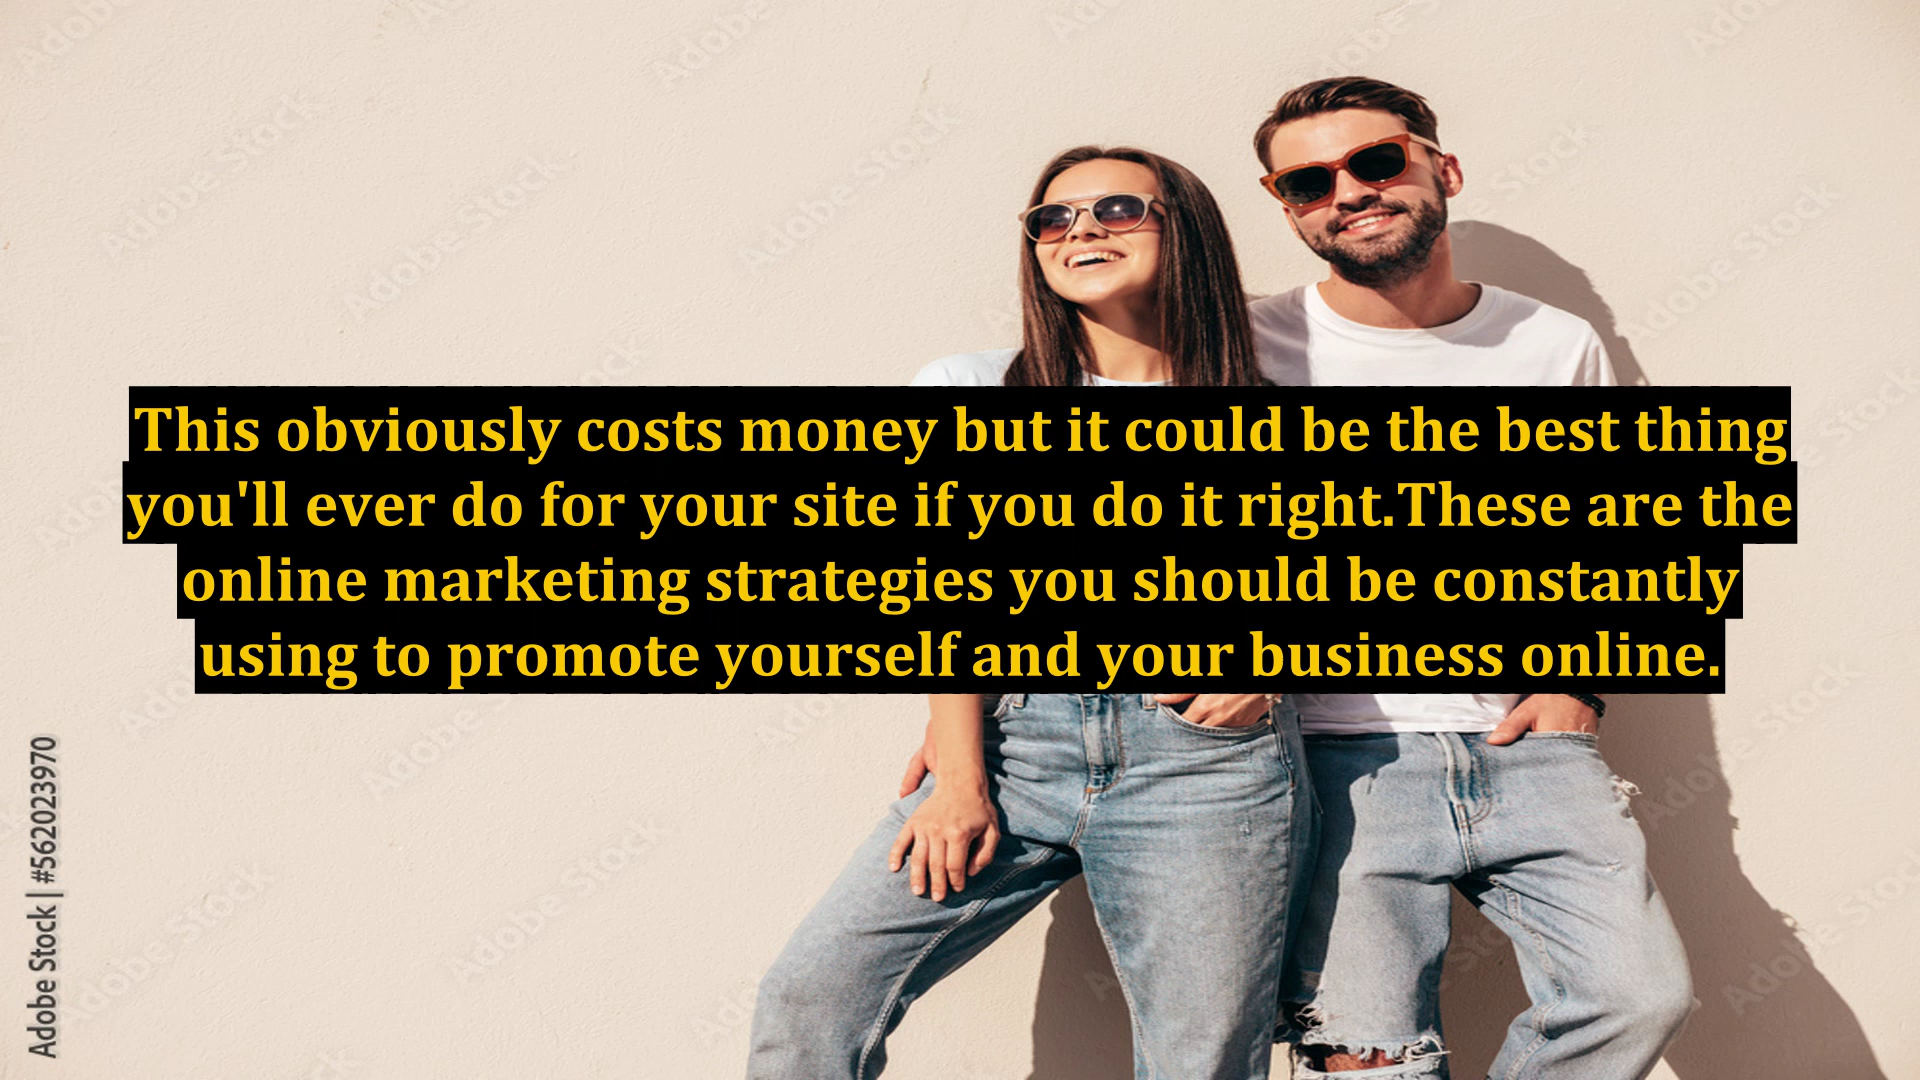 This obviously costs money but it could be the best thing
you'll ever do for your site if you do it right.These are the
online marketing strategies you should be constantly
using to promote yourself and your business online.
Adobe Stock | #562023970
Adobe Stock